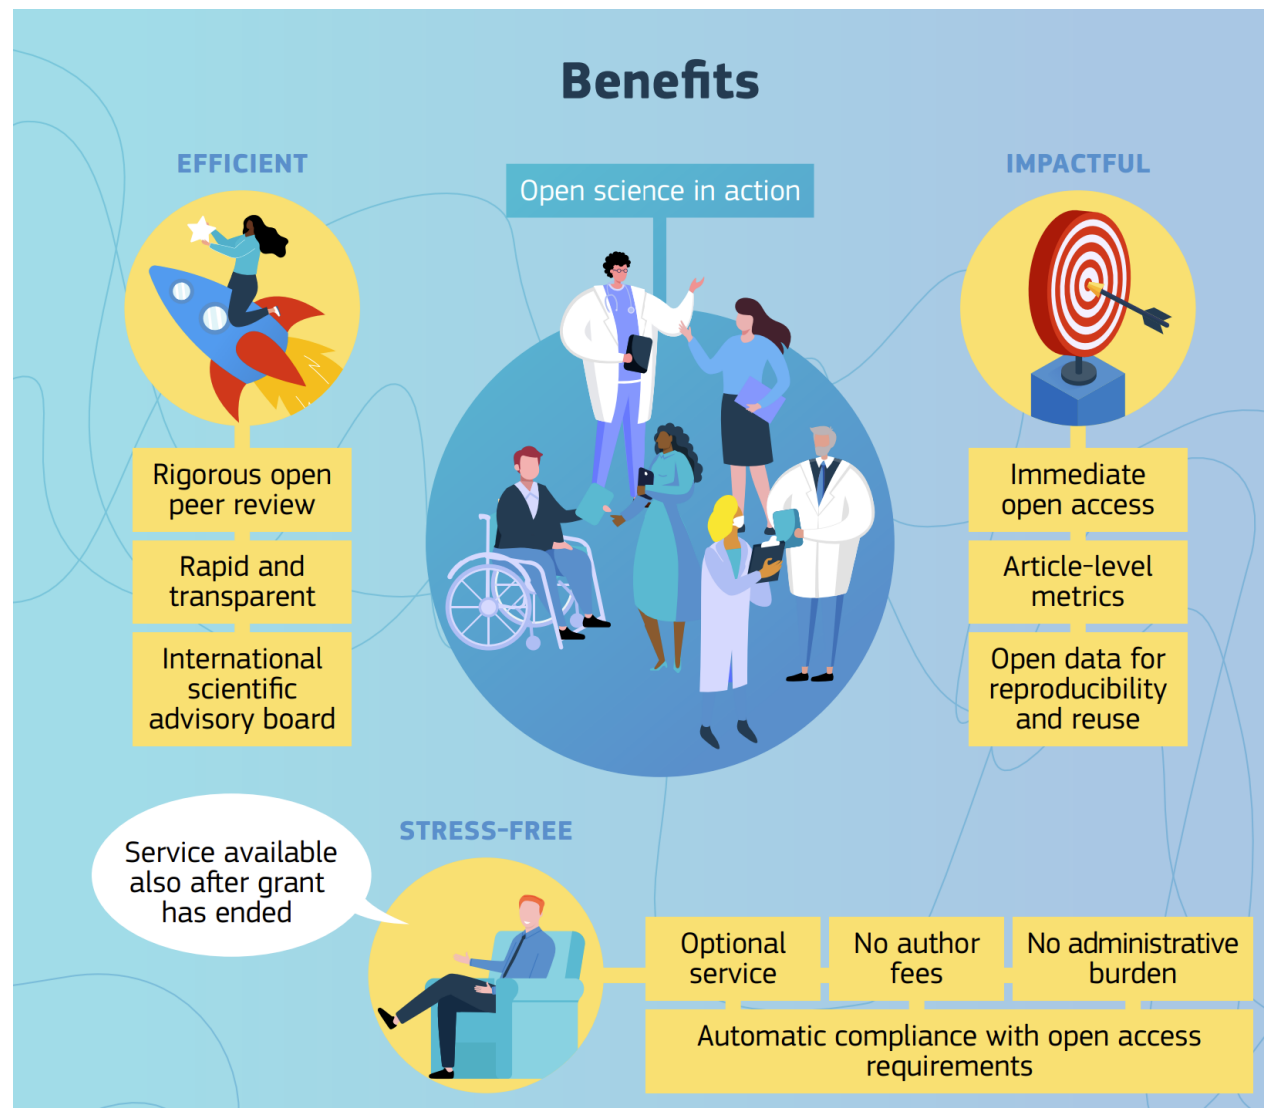 Benefits
EFFICIENT
Rigorous open
peer review
Rapid and
transparent
International
scientific
advisory board
Open science in action
IMPACTFUL
Immediate
open access
Article-level
metrics
Open data for
reproducibility
and reuse
STRESS-FREE
Service available
also after grant
has ended
Optional
service
No author
fees
No administrative
burden
Automatic compliance with open access
requirements